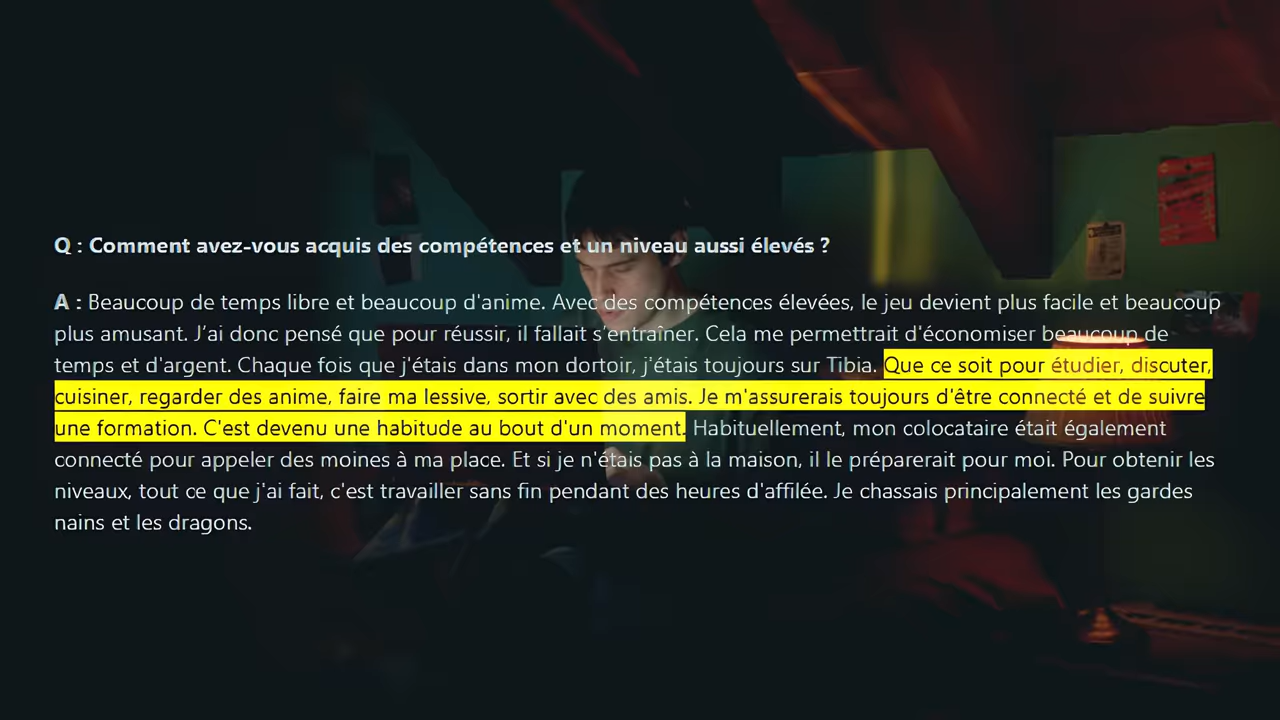 Q : Comment avez-vous acquis des compétences et un niveau aussi élevés ?
A : Beaucoup de temps libre et beaucoup d'anime. Avec des compétences élevées, le jeu devient plus facile et beaucoup
plus amusant. J’ai donc pensé que pour réussir, il fallait s’entraîner. Cela me permettrait d'économiser beaucoup de
temps et d'argent. Chaque fois que j'étais dans mon dortoir, j'étais toujours sur Tibia. Que ce soit pour étudier, discuter,
cuisiner, regarder des anime, faire ma lessive, sortir avec des amis. Je m'assurerais toujours d'être connecté et de suivre
une formation. C'est devenu une habitude au bout d'un moment. Habituellement, mon colocataire était également
connecté pour appeler des moines à ma place. Et si je n'étais pas à la maison, il le préparerait pour moi. Pour obtenir les
niveaux, tout ce que j'ai fait, c'est travailler sans fin pendant des heures d'affilée. Je chassais principalement les gardes
nains et les dragons.